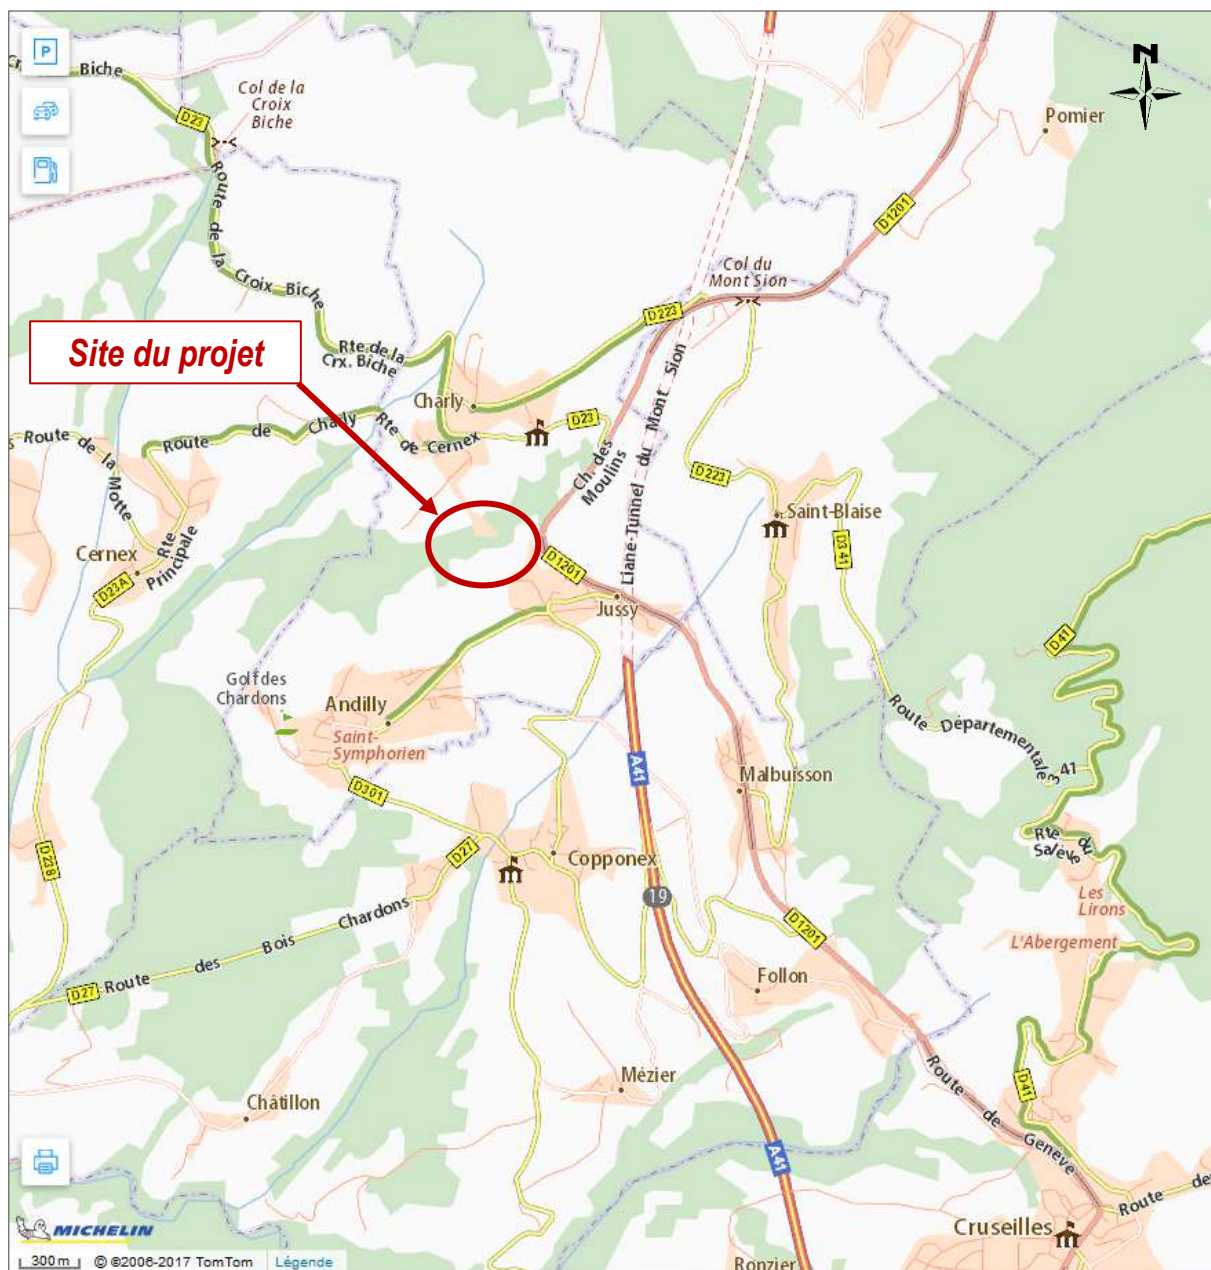 P
Croix Biche
Col de la
Croix
Biche
D23
N
Pomier
Route de la Croix Biche
D1201
Col du
Mont Sion
D223
Site du projet
Rte de la
Crx. Biche
Charly
Route de Charly
Rte de Cernex
D23
Ch. des
Moulins
Liane-Tunnel du Mont Sion
D223
Saint-Blaise
Route de la
Motte
Rte
Principale
Cernex
D23A
D1201
D341
Jussy
D41
Golf des
Chardons
Andilly
Saint-
Symphorien
Route Départementale 341
A41
Malbuisson
D301
D27
Copponex
D238
Rte du
Salève
19
Les
Lirons
D1201
L'Abergement
Route des Bois Chardons
D27
Follon
Mézier
Châtillon
Route de Genève
D41
A41
Route de
Cruseilles
MICHELIN
300 m
© ©2006-2017 TomTom
Légende
Ronzier